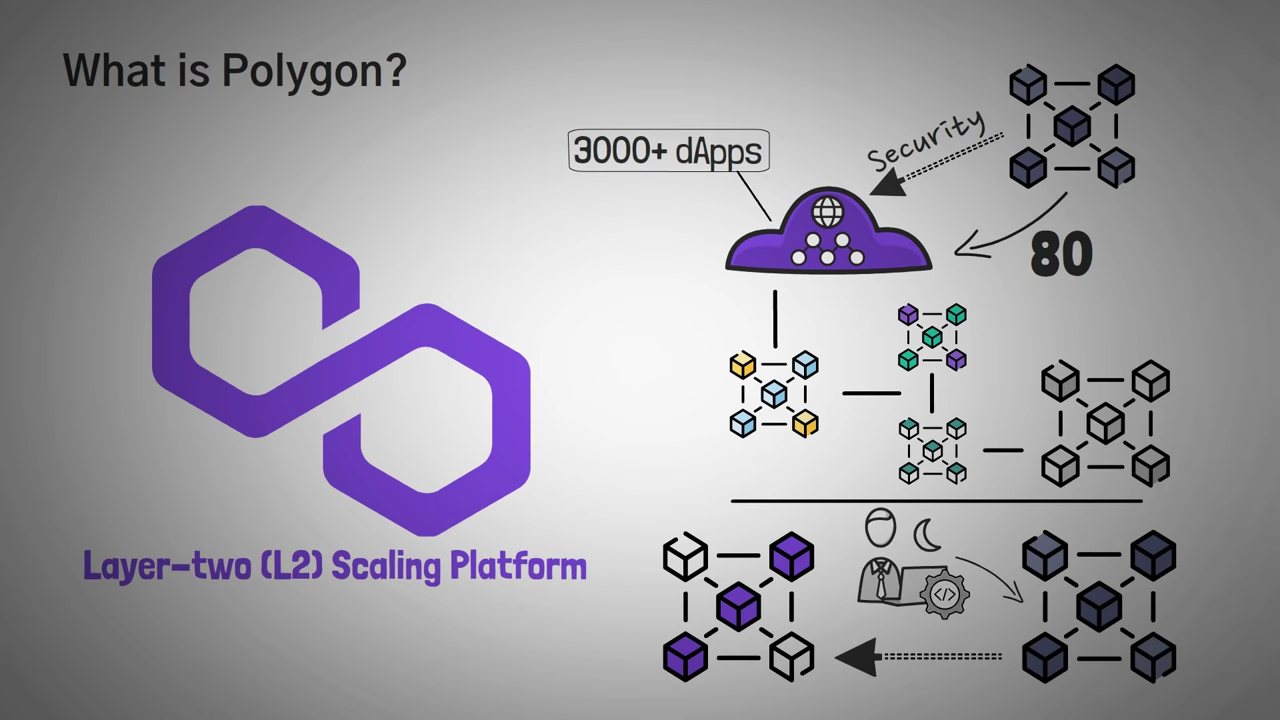 What is Polygon?
3000+ dApps
Security
80
Layer-two (L2) Scaling Platform
</>